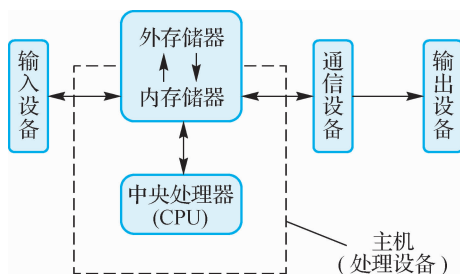 输入设备
外存储器
内存储器
通信设备
输出设备
中央处理器
(CPU)
主机
(处理设备)